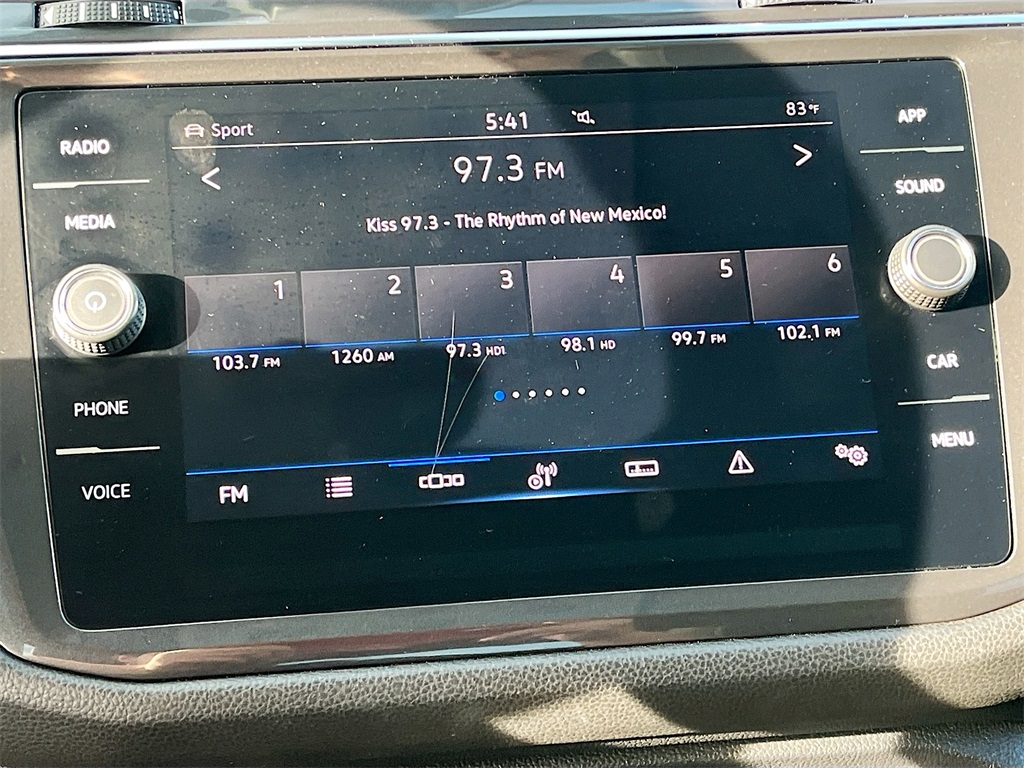 RADIO
MEDIA
PHONE
VOICE
Sport 5:41 83°F
< 97.3 FM >
Kiss 97.3 - The Rhythm of New Mexico!
1 2 3 4 5 6
103.7 FM 1260 AM 97.3 HD1 98.1 HD 99.7 FM 102.1 FM
FM
APP
SOUND
CAR
MENU